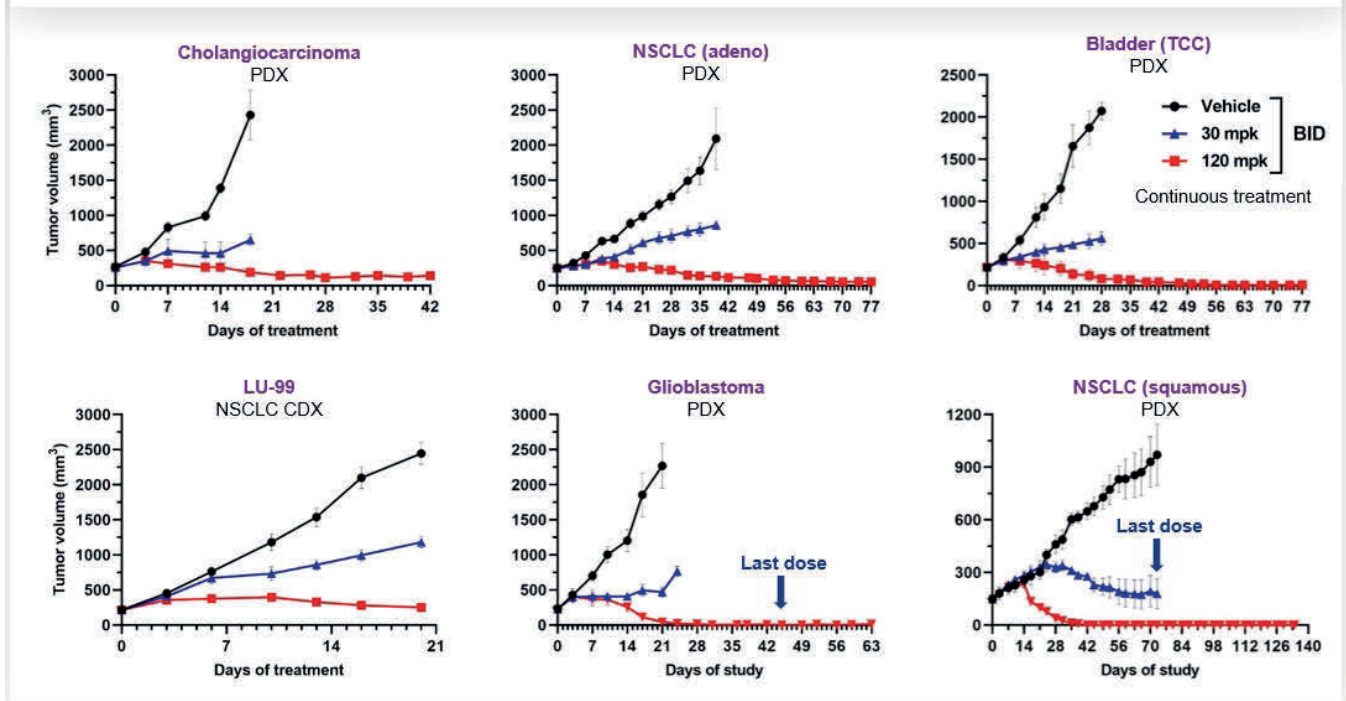 Cholangiocarcinoma
PDX
3000
2500
2000
1500
1000
500
0
Tumor volume (mm³)
0 7 14 21 28 35 42
Days of treatment
NSCLC (adeno)
PDX
3000
2500
2000
1500
1000
500
0
0 7 14 21 28 35 42 49 56 63 70 77
Days of treatment
Bladder (TCC)
PDX
2500
2000
1500
1000
500
0
Vehicle
30 mpk
120 mpk
BID
Continuous treatment
0 7 14 21 28 35 42 49 56 63 70 77
Days of treatment
LU-99
NSCLC CDX
3000
2500
2000
1500
1000
500
0
Tumor volume (mm³)
0 7 14 21
Days of treatment
Glioblastoma
PDX
3000
2500
2000
1500
1000
500
0
Last dose
0 7 14 21 28 35 42 49 56 63
Days of study
NSCLC (squamous)
PDX
1200
900
600
300
0
Last dose
0 14 28 42 56 70 84 98 112 126 140
Days of study